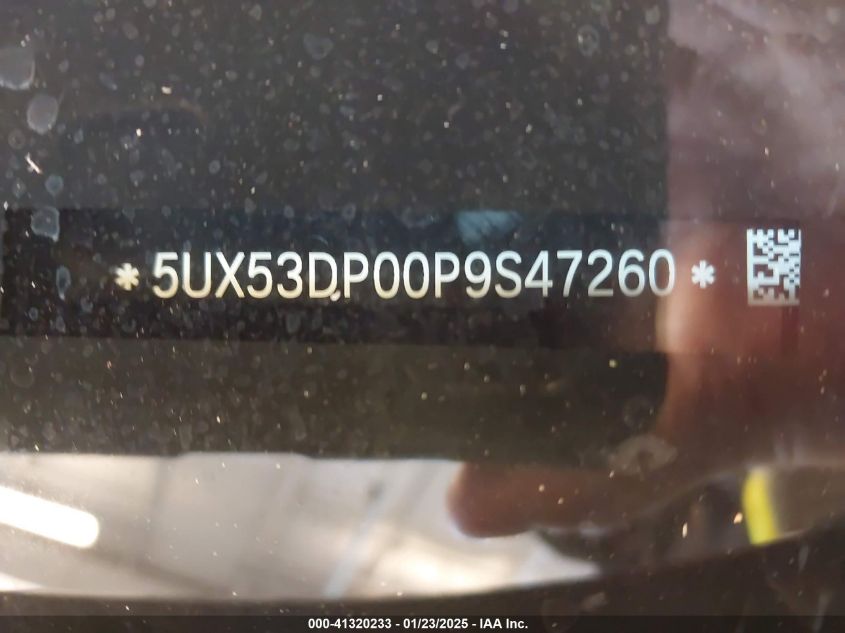 * 5UX53DP00P9S47260 *
000-41320233 - 01/23/2025 - IAA Inc.